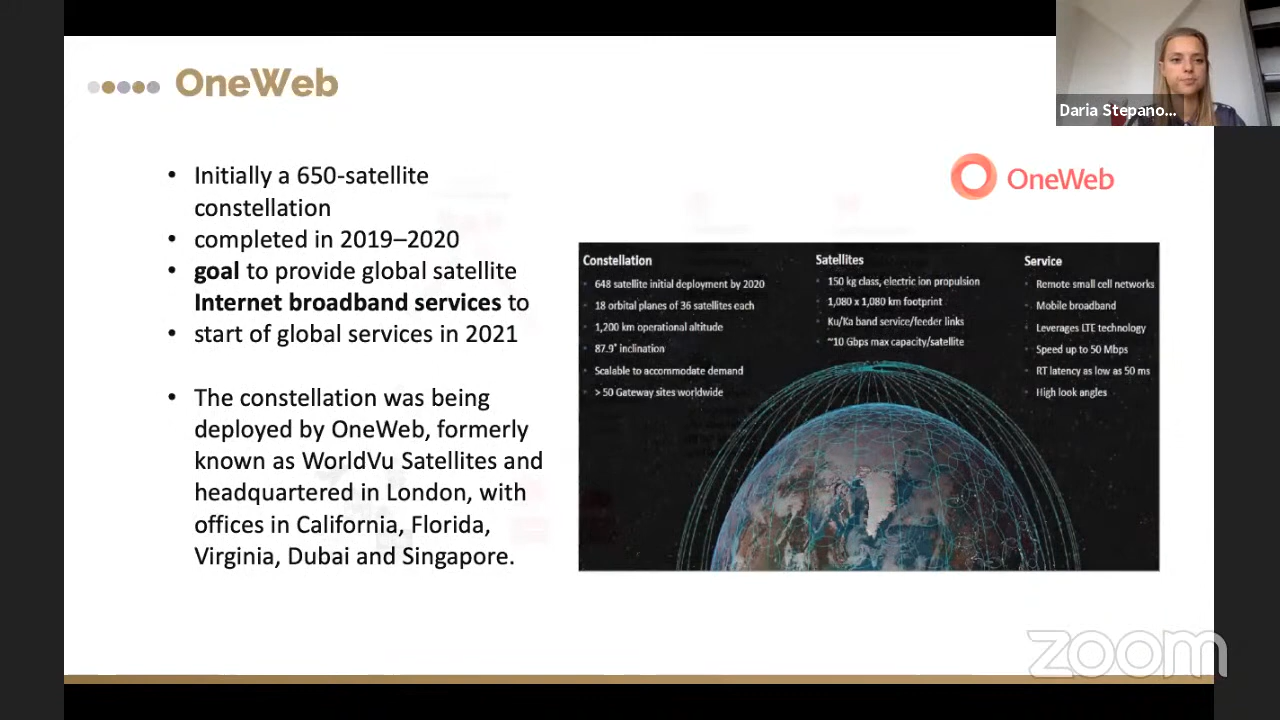 OneWeb
Daria Stepano...
• Initially a 650-satellite
constellation
• completed in 2019–2020
• goal to provide global satellite
Internet broadband services to
• start of global services in 2021
• The constellation was being
deployed by OneWeb, formerly
known as WorldVu Satellites and
headquartered in London, with
offices in California, Florida,
Virginia, Dubai and Singapore.
OneWeb
Constellation
648 satellite initial deployment by 2020
18 orbital planes of 36 satellites each
1,200 km operational altitude
87.9° inclination
Scalable to accommodate demand
> 50 Gateway sites worldwide
Satellites
150 kg class, electric ion propulsion
1,080 x 1,080 km footprint
Ku/Ka band service/feeder links
~10 Gbps max capacity/satellite
Service
Remote small cell networks
Mobile broadband
Leverages LTE technology
Speed up to 50 Mbps
RT latency as low as 50 ms
High look angles
zoom